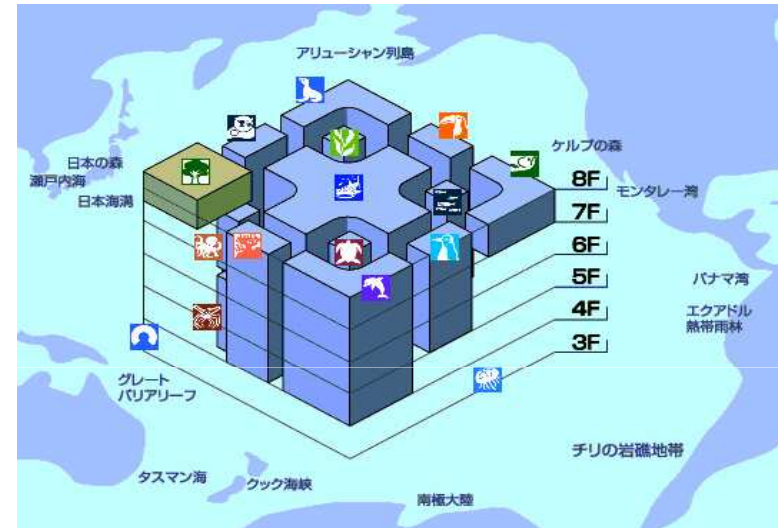 アリューシャン列島
日本の森
瀬戸内海
日本海溝
ケルプの森
モンタレー湾
8F
7F
6F
5F
4F
3F
パナマ湾
エクアドル
熱帯雨林
グレート
バリアリーフ
タスマン海
クック海峡
南極大陸
チリの岩礁地帯